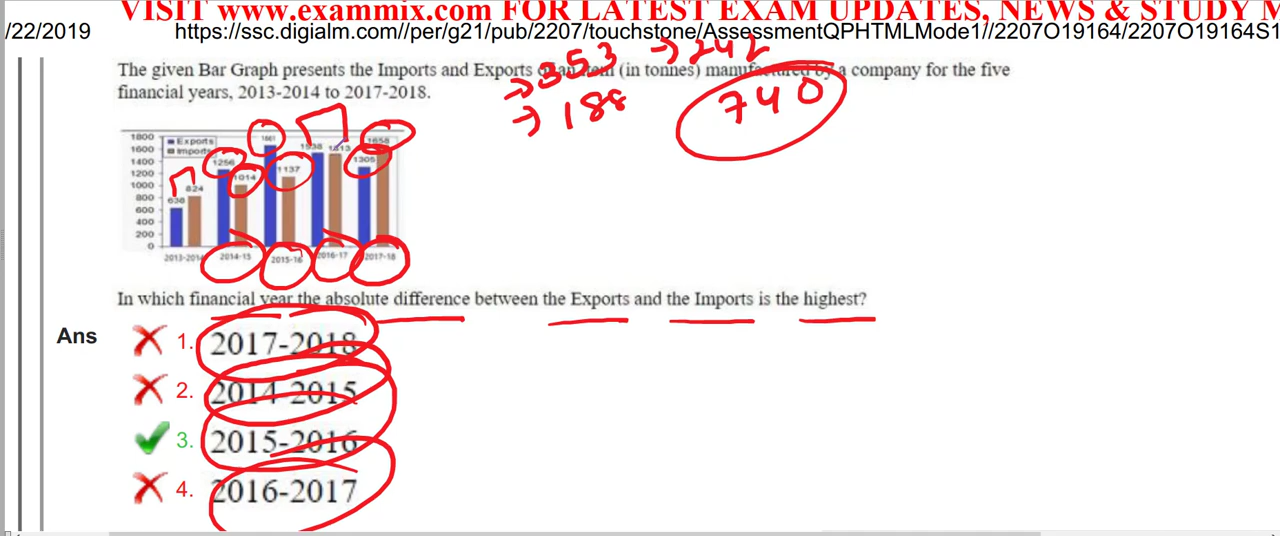 VISIT www.exammix.com FOR LATEST EXAM UPDATES, NEWS & STUDY M
/22/2019 https://ssc.digialm.com//per/g21/pub/2207/touchstone/AssessmentQPHTMLMode1//2207O19164/2207O19164S1
→353 →242
→188 740
The given Bar Graph presents the Imports and Exports of an item (in tonnes) manufactured by a company for the five
financial years, 2013-2014 to 2017-2018.
1800
1600
1400
1200
1000
800
600
400
200
0
Exports
Imports
824
1256
1014
1661
1137
1513
1305
1658
2013-2014 2014-15 2015-16 2016-17 2017-18
In which financial year the absolute difference between the Exports and the Imports is the highest?
Ans
1. 2017-2018
2. 2014-2015
3. 2015-2016
4. 2016-2017